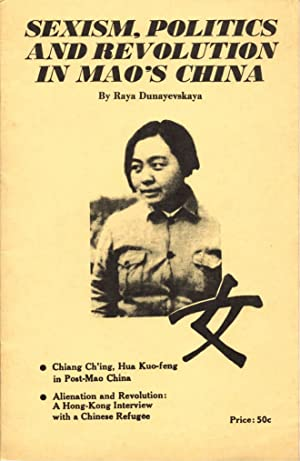 SEXISM, POLITICS
AND REVOLUTION
IN MAO'S CHINA
By Raya Dunayevskaya
女
● Chiang Ch'ing, Hua Kuo-feng
in Post-Mao China
● Alienation and Revolution:
A Hong-Kong Interview
with a Chinese Refugee
Price: 50c